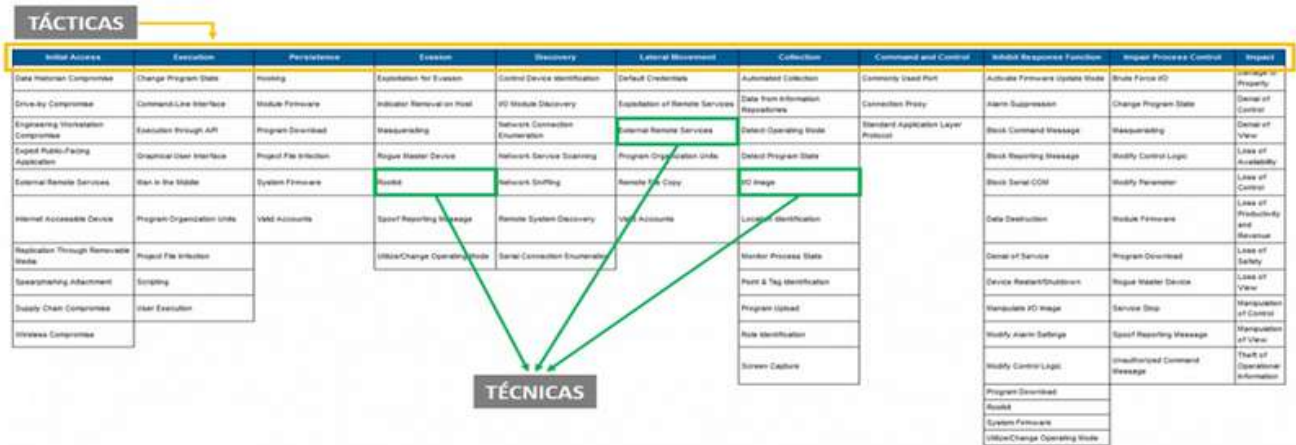 TÁCTICAS
Initial Access
Execution
Persistence
Evasion
Discovery
Lateral Movement
Collection
Command and Control
Inhibit Response Function
Impair Process Control
Impact
Data Historian Compromise
Change Program State
Hooking
Exploitation for Evasion
Control Device Identification
Default Credentials
Automated Collection
Commonly Used Port
Activate Firmware Update Mode
Brute Force I/O
Damage to
Property
Drive-by Compromise
Command-Line Interface
Module Firmware
Indicator Removal on Host
I/O Module Discovery
Exploitation of Remote Services
Data from Information
Repositories
Connection Proxy
Alarm Suppression
Change Program State
Denial of
Control
Engineering Workstation
Compromise
Execution through API
Program Download
Masquerading
Network Connection
Enumeration
External Remote Services
Detect Operating Mode
Standard Application Layer
Protocol
Block Command Message
Masquerading
Denial of
View
Exploit Public-Facing
Application
Graphical User Interface
Project File Infection
Rogue Master Device
Network Service Scanning
Program Organization Units
Detect Program State
Block Reporting Message
Modify Control Logic
Loss of
Availability
External Remote Services
Man in the Middle
System Firmware
Rootkit
Network Sniffing
Remote File Copy
I/O Image
Block Serial COM
Modify Parameter
Loss of
Control
Internet Accessible Device
Program Organization Units
Valid Accounts
Spoof Reporting Message
Remote System Discovery
Valid Accounts
Location Identification
Data Destruction
Module Firmware
Loss of
Productivity
and
Revenue
Replication Through Removable
Media
Project File Infection
Utilize/Change Operating Mode
Serial Connection Enumeration
Monitor Process State
Denial of Service
Program Download
Loss of
Safety
Spearphishing Attachment
Scripting
Point & Tag Identification
Device Restart/Shutdown
Rogue Master Device
Loss of
View
Supply Chain Compromise
User Execution
Program Upload
Manipulate I/O Image
Service Stop
Manipulation
of Control
Wireless Compromise
Role Identification
Modify Alarm Settings
Spoof Reporting Message
Manipulation
of View
Screen Capture
Modify Control Logic
Unauthorized Command
Message
Theft of
Operational
Information
Program Download
Rootkit
System Firmware
Utilize/Change Operating Mode
TÉCNICAS